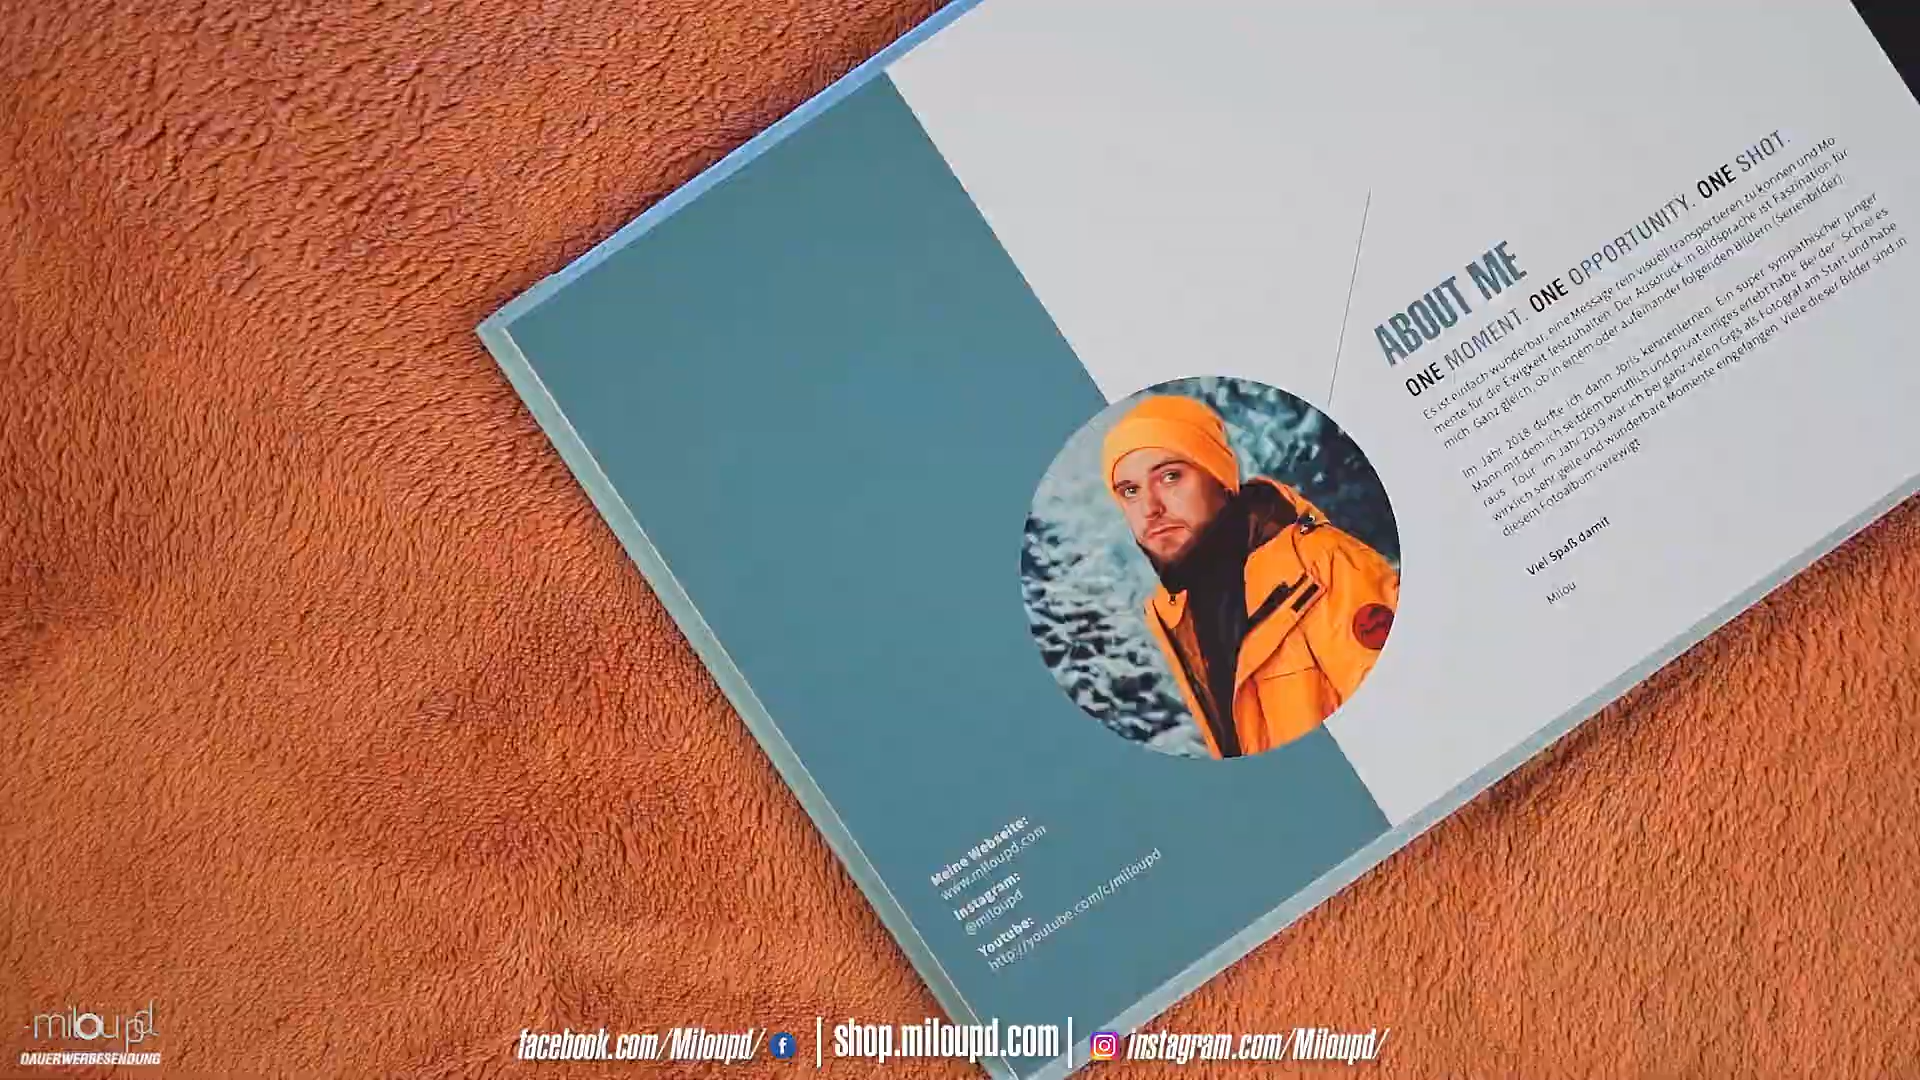 ABOUT ME
ONE MOMENT. ONE OPPORTUNITY. ONE SHOT.
Es ist einfach wunderbar, eine Message rein visuell transportieren zu können und Mo
mente für die Ewigkeit festzuhalten. Der Ausdruck in Bildsprache ist Faszination für
mich. Ganz gleich, ob in einem oder aufeinander folgenden Bildern (Serienbilder).
Im Jahr 2018 durfte ich dann Joris kennenlernen. Ein super sympathischer junger
Mann mit dem ich seitdem beruflich und privat einiges erlebt habe. Bei der "Schrei es
raus" Tour im Jahr 2019 war ich bei ganz vielen Gigs als Fotograf am Start und habe
wirklich sehr geile und wunderbare Momente eingefangen. Viele dieser Bilder sind in
diesem Fotoalbum verewigt
Viel Spaß damit
Milou
Meine Webseite:
www.miloupd.com
Instagram:
@miloupd
Youtube:
http://youtube.com/c/miloupd
miloupd
DAUERWERBESENDUNG
facebook.com/Miloupd/ | shop.miloupd.com | instagram.com/Miloupd/